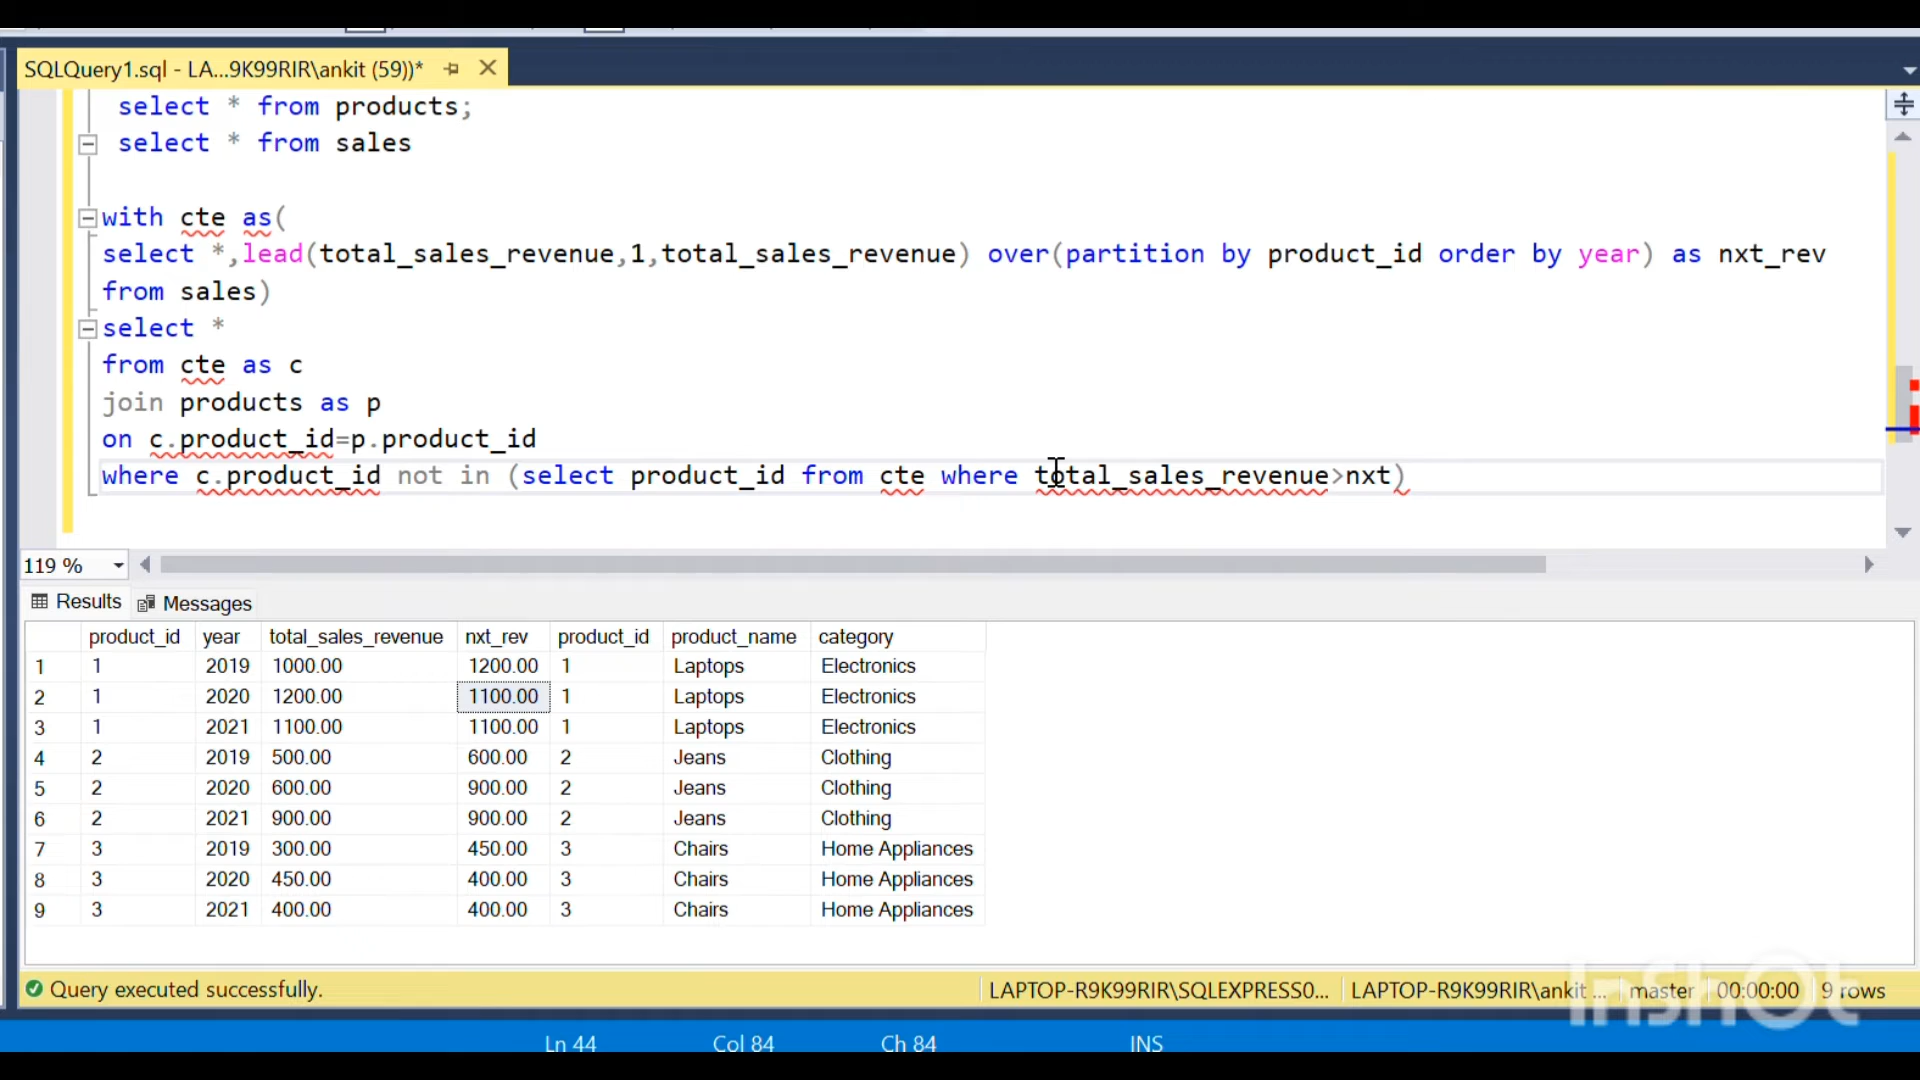 SQLQuery1.sql - LA...9K99RIR\ankit (59))*
select * from products;
select * from sales
with cte as(
select *,lead(total_sales_revenue,1,total_sales_revenue) over(partition by product_id order by year) as nxt_rev
from sales)
select *
from cte as c
join products as p
on c.product_id=p.product_id
where c.product_id not in (select product_id from cte where total_sales_revenue>nxt)
119 %
Results Messages
product_id year total_sales_revenue nxt_rev product_id product_name category
1 1 2019 1000.00 1200.00 1 Laptops Electronics
2 1 2020 1200.00 1100.00 1 Laptops Electronics
3 1 2021 1100.00 1100.00 1 Laptops Electronics
4 2 2019 500.00 600.00 2 Jeans Clothing
5 2 2020 600.00 900.00 2 Jeans Clothing
6 2 2021 900.00 900.00 2 Jeans Clothing
7 3 2019 300.00 450.00 3 Chairs Home Appliances
8 3 2020 450.00 400.00 3 Chairs Home Appliances
9 3 2021 400.00 400.00 3 Chairs Home Appliances
Query executed successfully. LAPTOP-R9K99RIR\SQLEXPRESS0... LAPTOP-R9K99RIR\ankit ... master 00:00:00 9 rows
InShOt
Ln 44 Col 84 Ch 84 INS